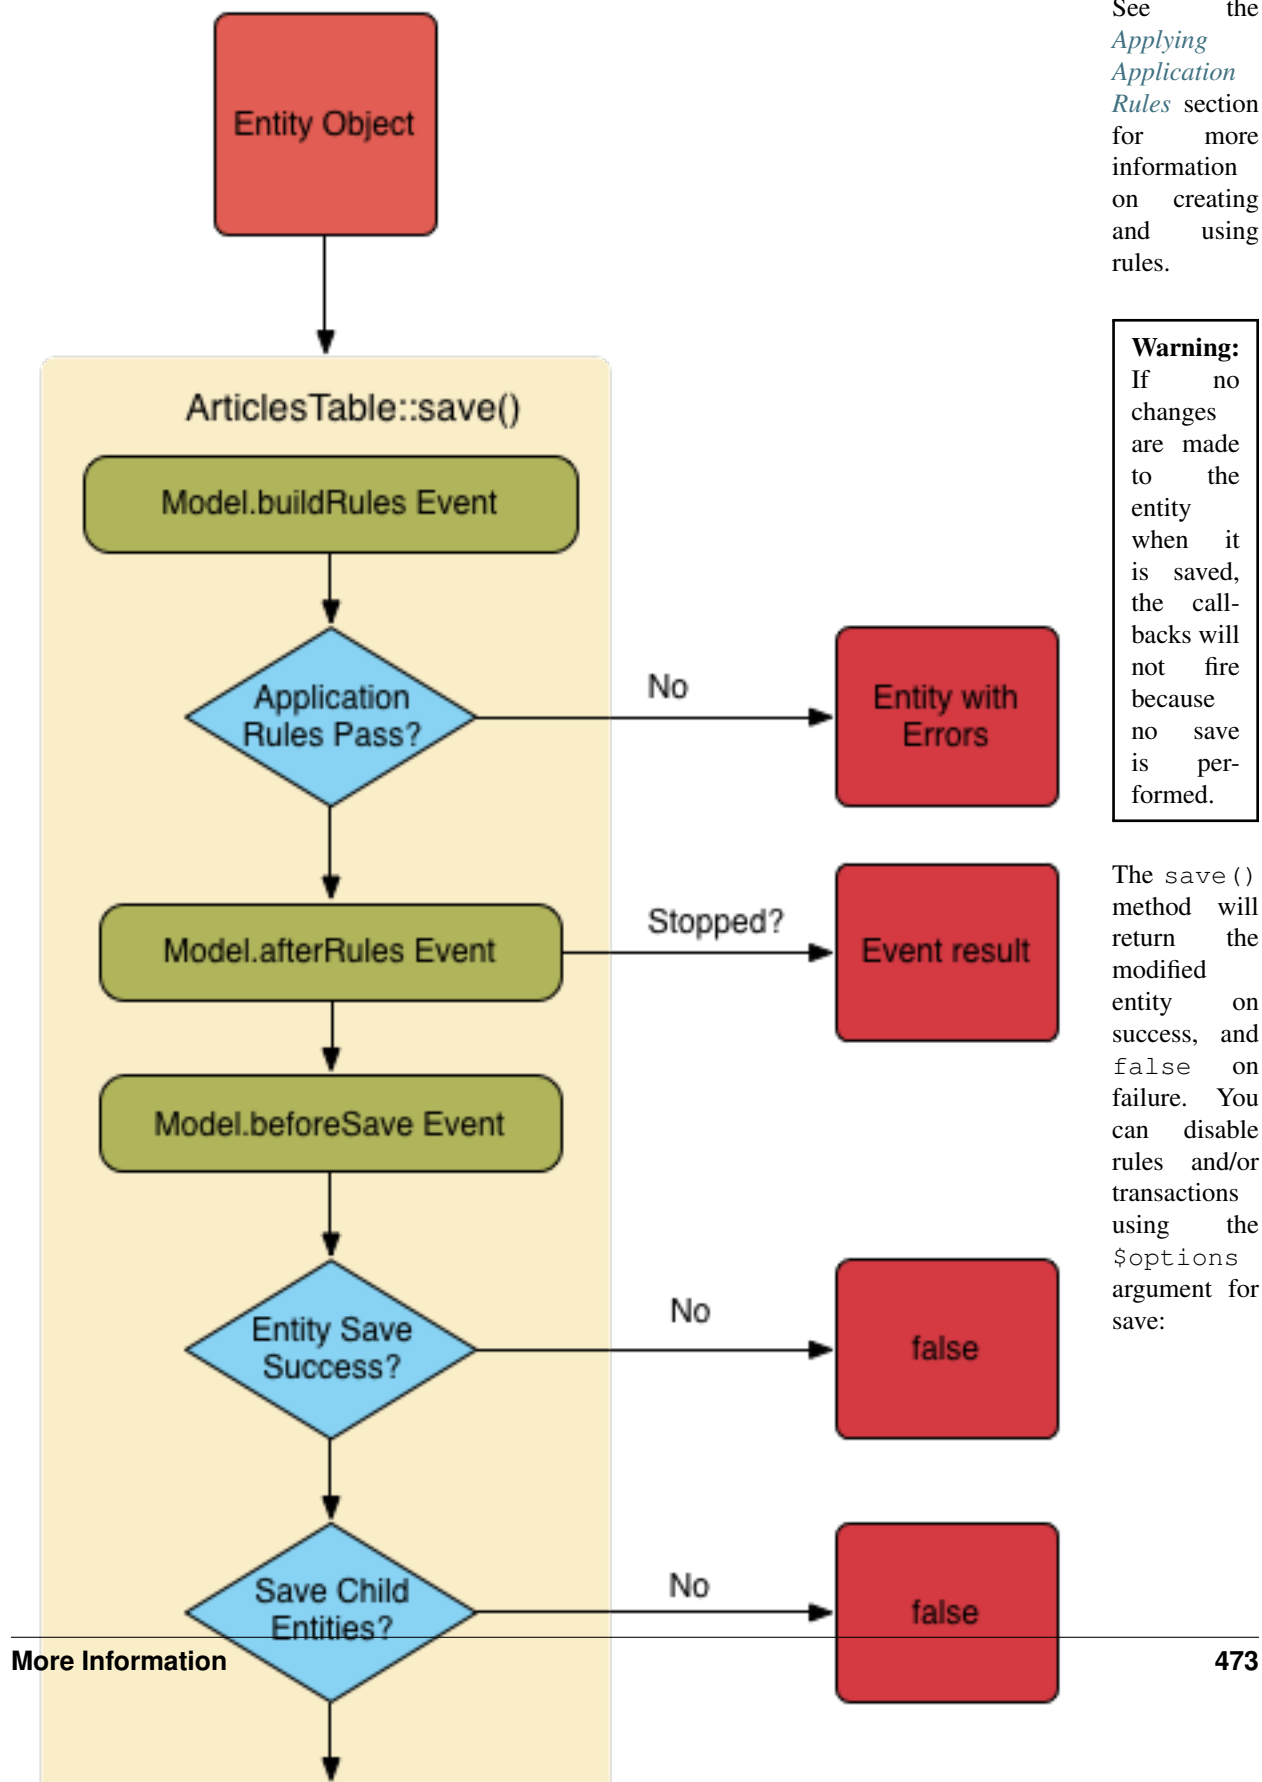 Entity Object
ArticlesTable::save()
Model.buildRules Event
Application
Rules Pass?
No
Entity with
Errors
Model.afterRules Event
Stopped?
Event result
Model.beforeSave Event
Entity Save
Success?
No
false
Save Child
Entities?
No
false
See the
Applying
Application
Rules section
for more
information
on creating
and using
rules.
Warning:
If no
changes
are made
to the
entity
when it
is saved,
the call-
backs will
not fire
because
no save
is per-
formed.
The save()
method will
return the
modified
entity on
success, and
false on
failure. You
can disable
rules and/or
transactions
using the
$options
argument for
save:
More Information 473